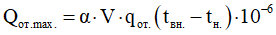 Qот.max. = α·V·qот.(tвн. − tн.)·10⁻⁶